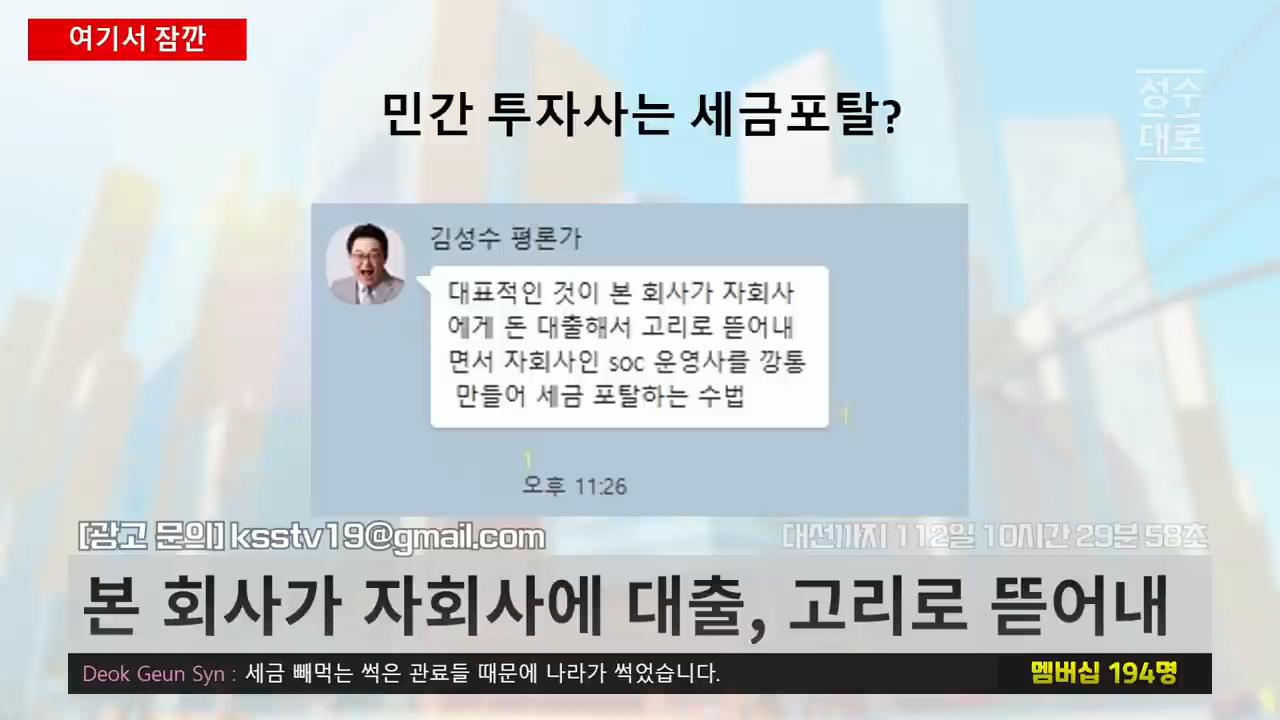 여기서 잠깐
민간 투자사는 세금포탈?
성수
대로
김성수 평론가
대표적인 것이 본 회사가 자회사
에게 돈 대출해서 고리로 뜯어내
면서 자회사인 soc 운영사를 깡통
만들어 세금 포탈하는 수법
1
1
오후 11:26
[광고 문의] ksstv19@gmail.com
대선까지 112일 10시간 29분 58초
본 회사가 자회사에 대출, 고리로 뜯어내
Deok Geun Syn : 세금 빼먹는 썩은 관료들 때문에 나라가 썩었습니다.
멤버십 194명